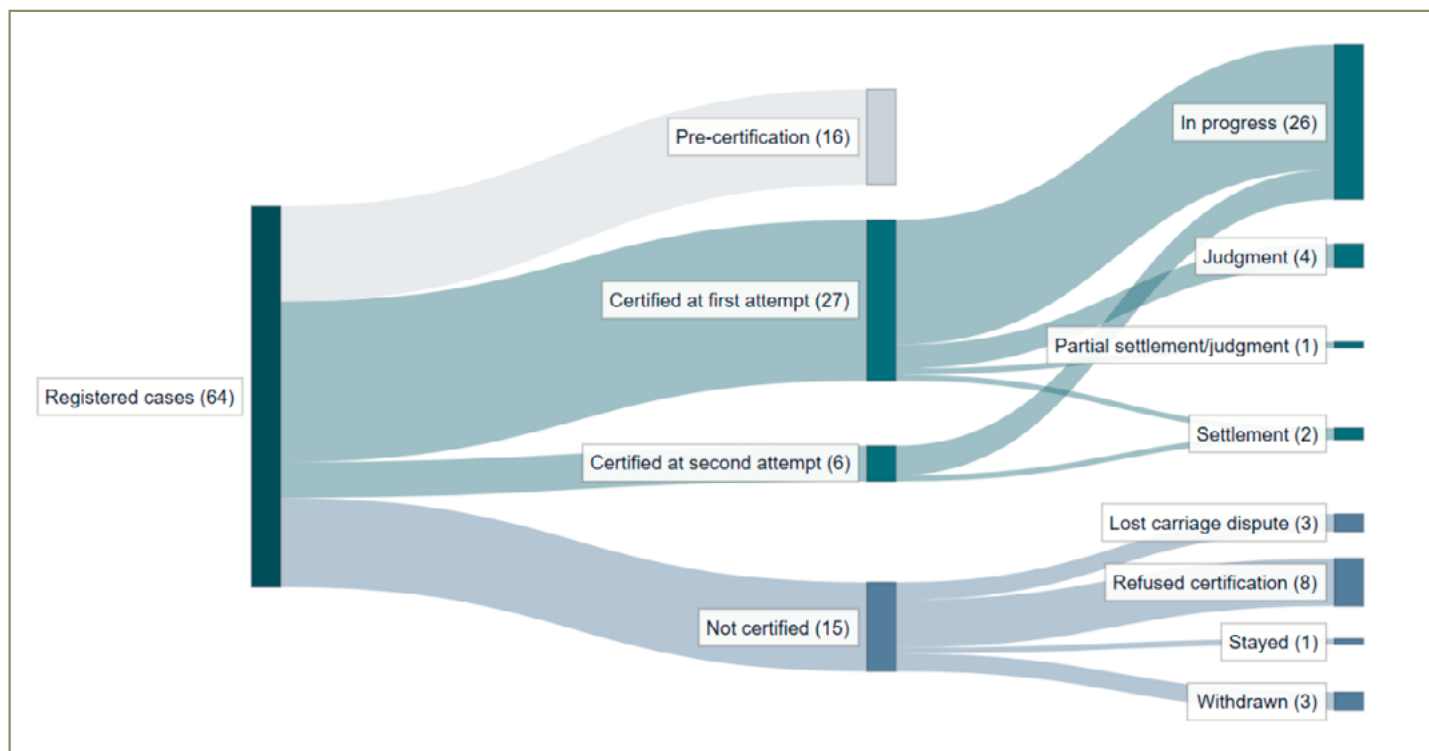 Registered cases (64)
Pre-certification (16)
Certified at first attempt (27)
Certified at second attempt (6)
Not certified (15)
In progress (26)
Judgment (4)
Partial settlement/judgment (1)
Settlement (2)
Lost carriage dispute (3)
Refused certification (8)
Stayed (1)
Withdrawn (3)